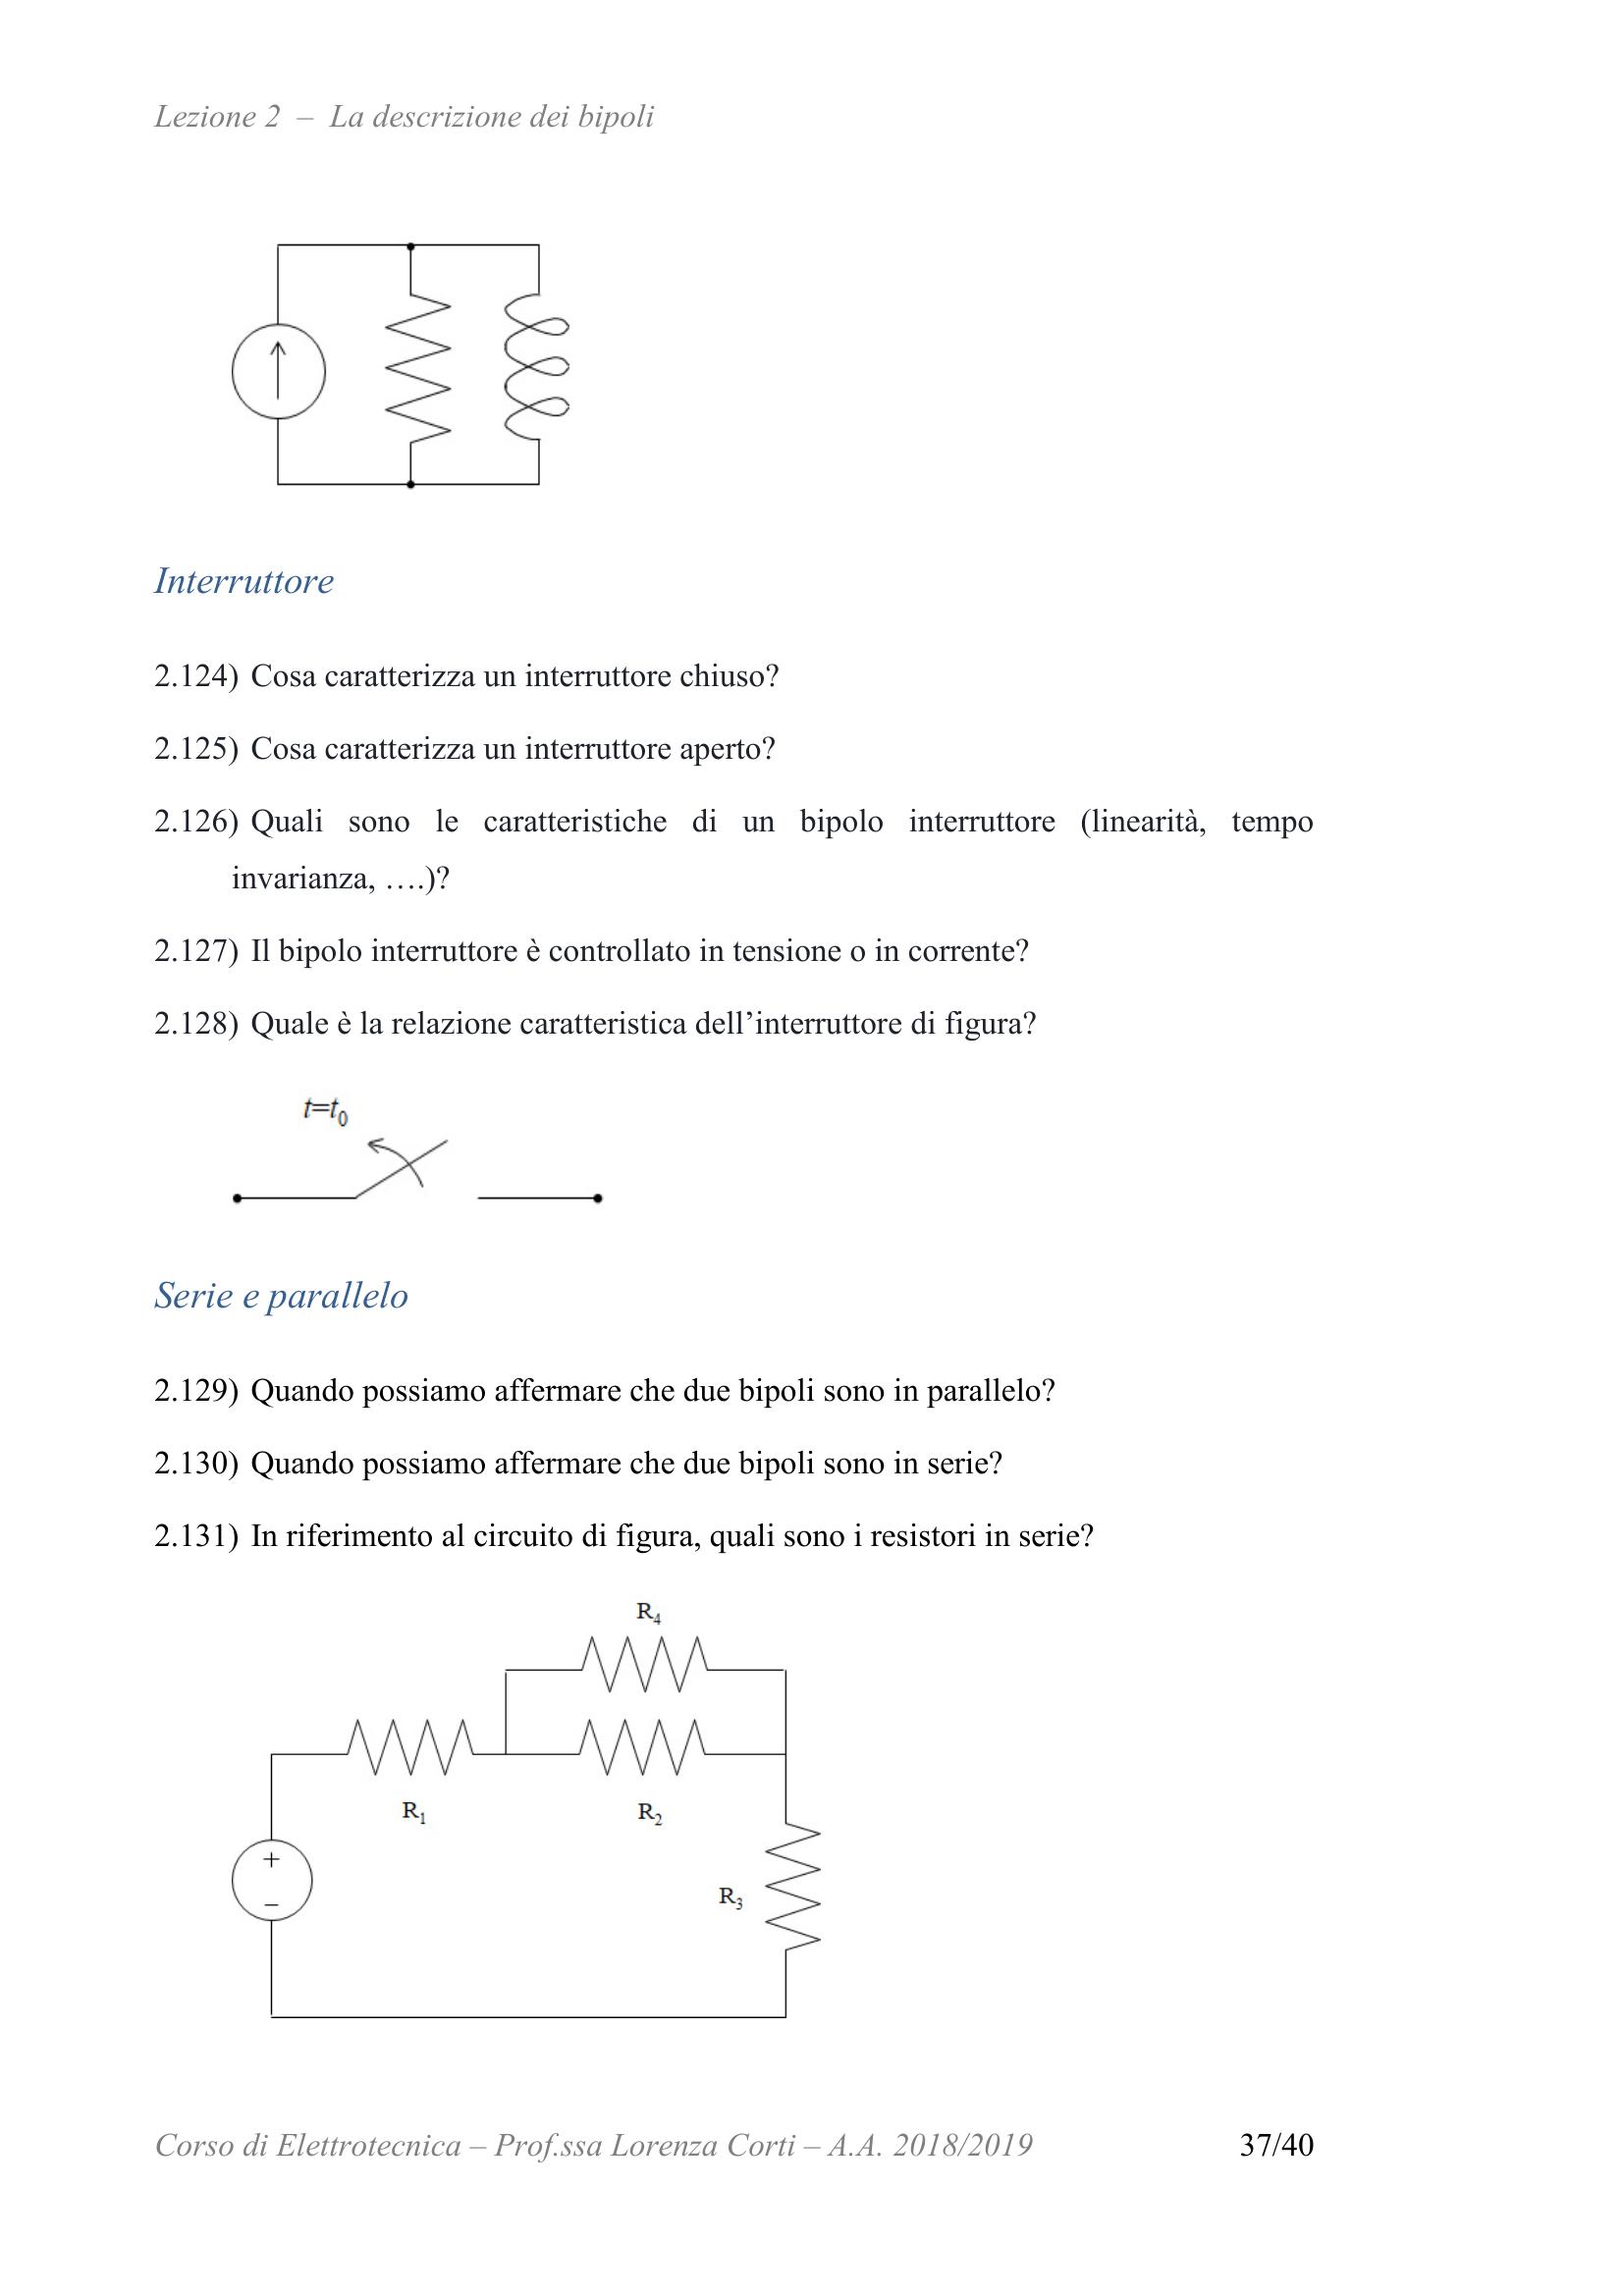 Lezione 2 – La descrizione dei bipoli
Interruttore
2.124) Cosa caratterizza un interruttore chiuso?
2.125) Cosa caratterizza un interruttore aperto?
2.126) Quali sono le caratteristiche di un bipolo interruttore (linearità, tempo
invarianza, ….)?
2.127) Il bipolo interruttore è controllato in tensione o in corrente?
2.128) Quale è la relazione caratteristica dell’interruttore di figura?
t=t₀
Serie e parallelo
2.129) Quando possiamo affermare che due bipoli sono in parallelo?
2.130) Quando possiamo affermare che due bipoli sono in serie?
2.131) In riferimento al circuito di figura, quali sono i resistori in serie?
R₄
R₁
R₂
+
−
R₃
Corso di Elettrotecnica – Prof.ssa Lorenza Corti – A.A. 2018/2019 37/40